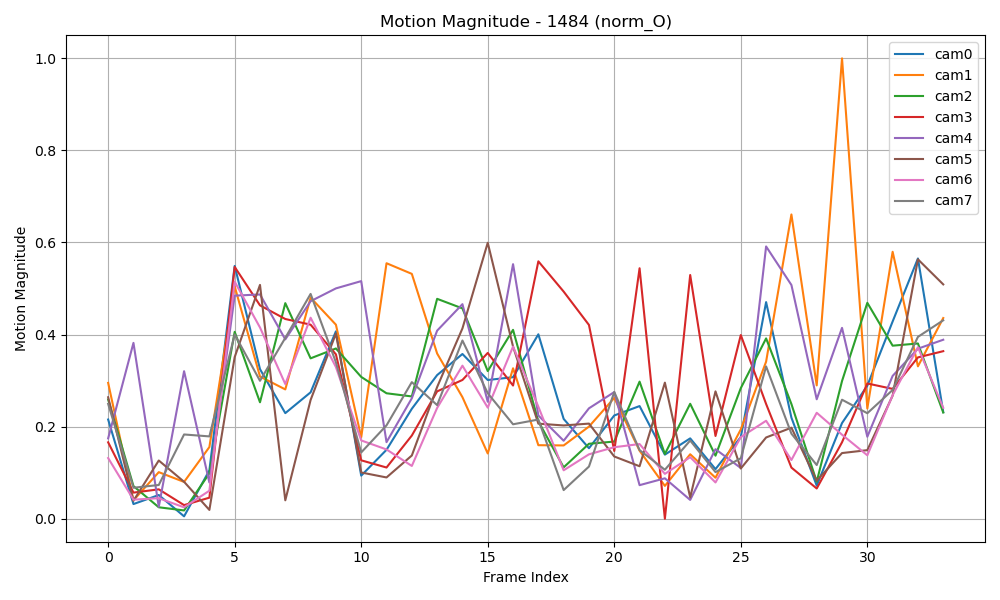 Motion Magnitude - 1484 (norm_O)
1.0
0.8
0.6
0.4
0.2
0.0
Motion Magnitude
0 5 10 15 20 25 30
Frame Index
cam0
cam1
cam2
cam3
cam4
cam5
cam6
cam7